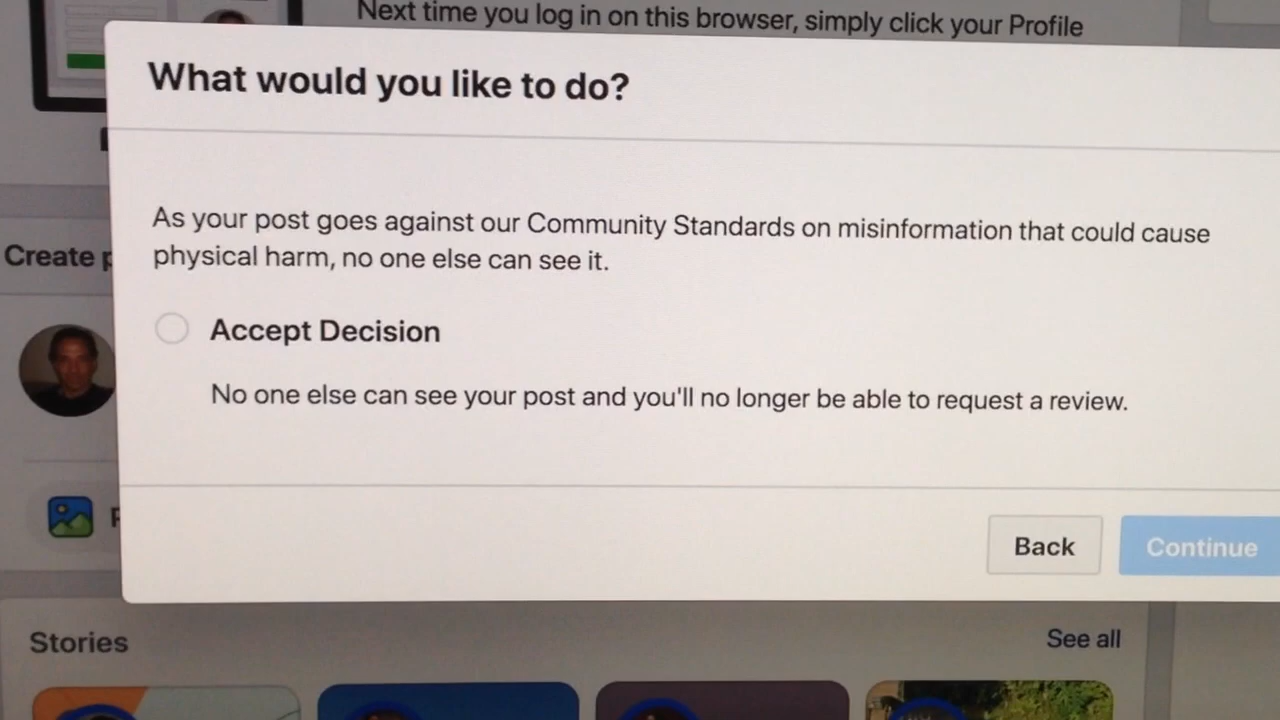 Next time you log in on this browser, simply click your Profile
What would you like to do?
As your post goes against our Community Standards on misinformation that could cause
physical harm, no one else can see it.
Create
Accept Decision
No one else can see your post and you'll no longer be able to request a review.
Back
Continue
Stories
See all